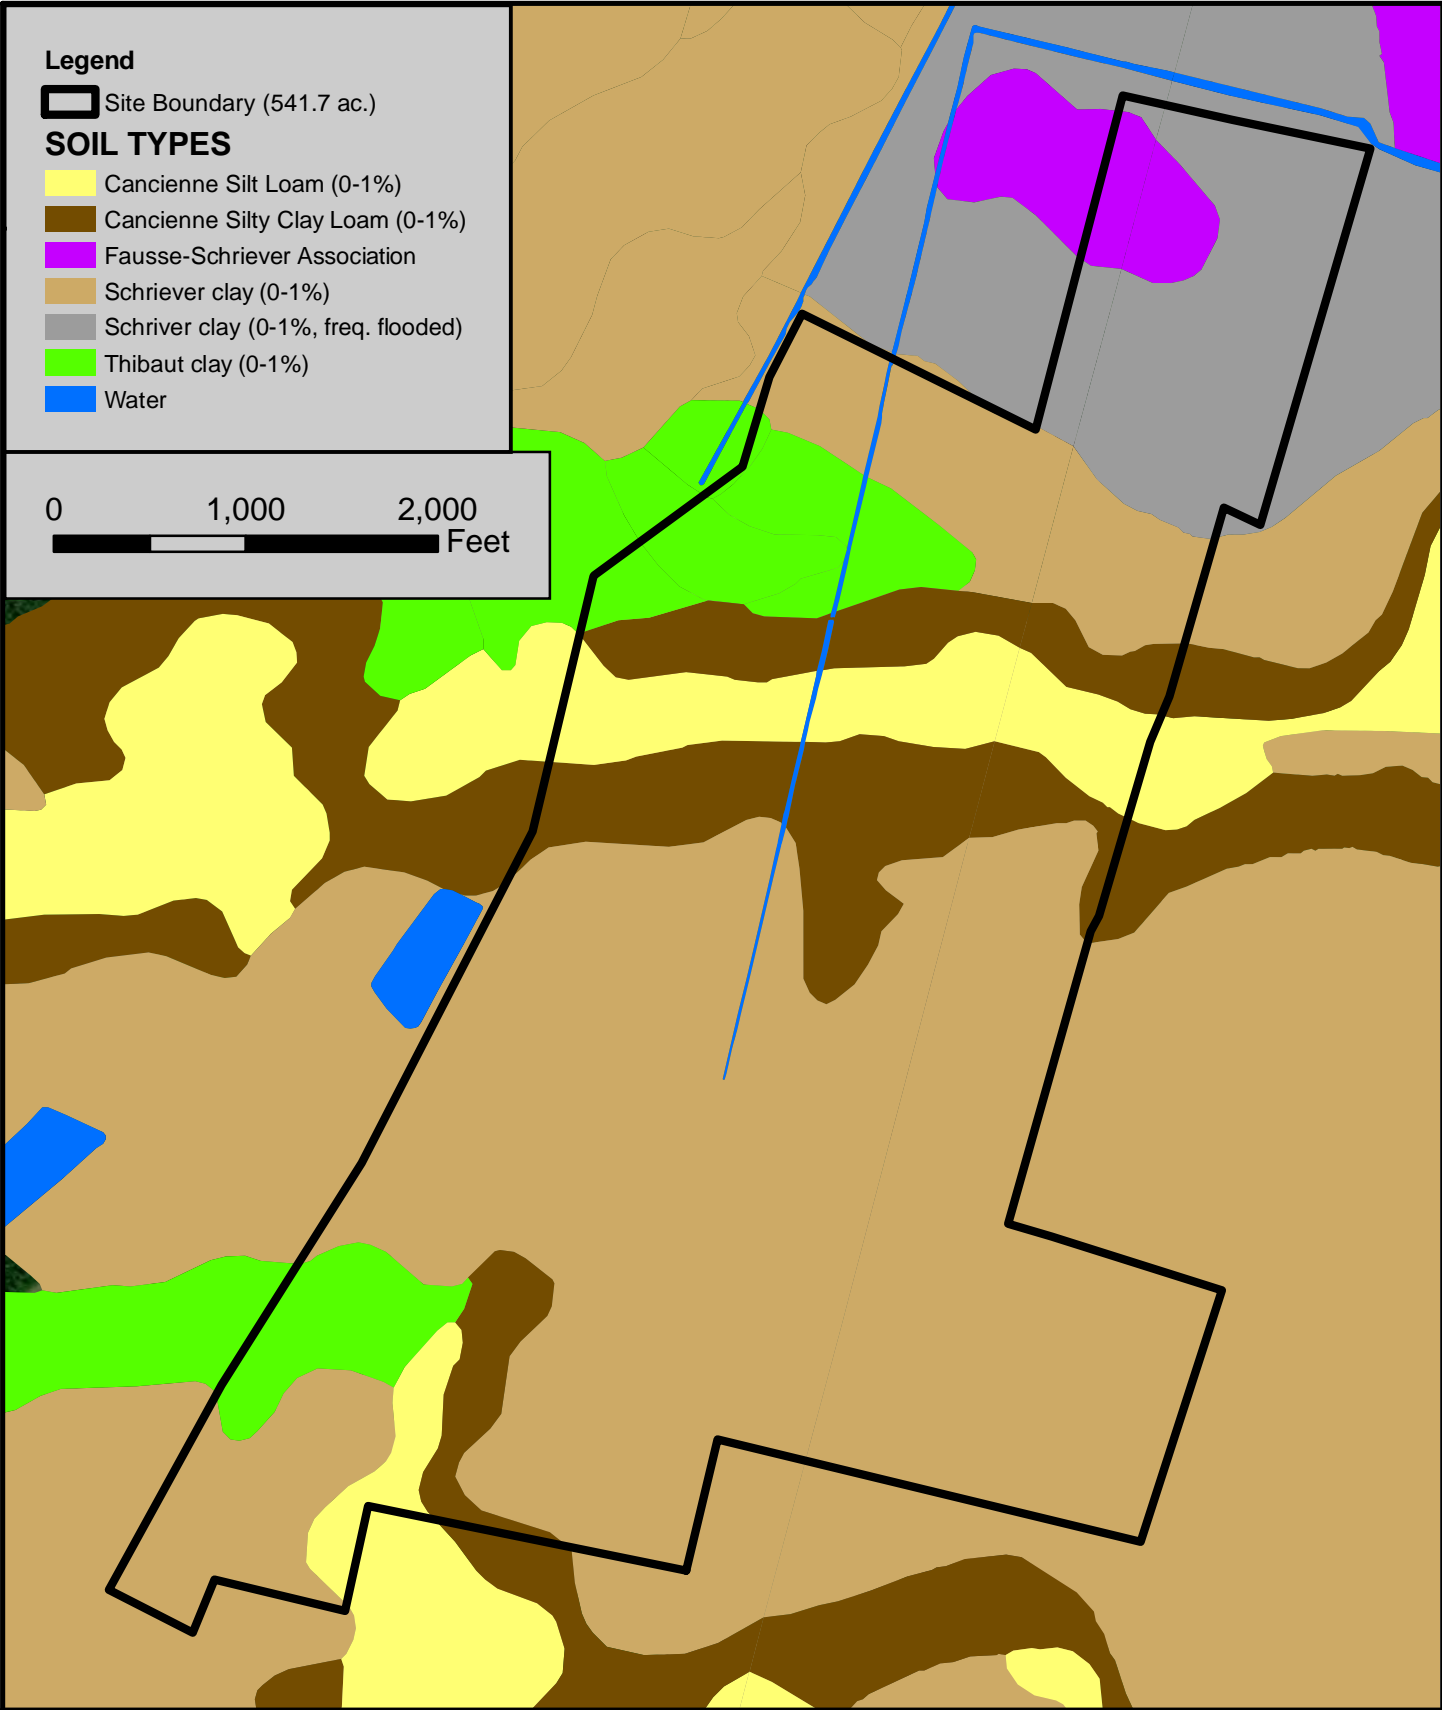 Legend
Site Boundary (541.7 ac.)
SOIL TYPES
Cancienne Silt Loam (0-1%)
Cancienne Silty Clay Loam (0-1%)
Fausse-Schriever Association
Schriever clay (0-1%)
Schriver clay (0-1%, freq. flooded)
Thibaut clay (0-1%)
Water
0 1,000 2,000
Feet